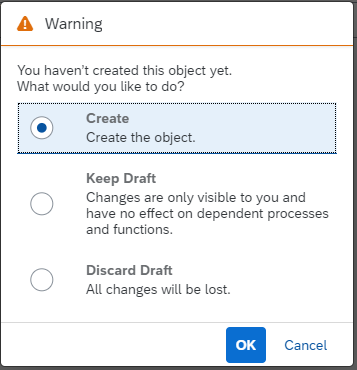 Warning
You haven't created this object yet.
What would you like to do?
Create
Create the object.
Keep Draft
Changes are only visible to you and
have no effect on dependent processes
and functions.
Discard Draft
All changes will be lost.
OK Cancel